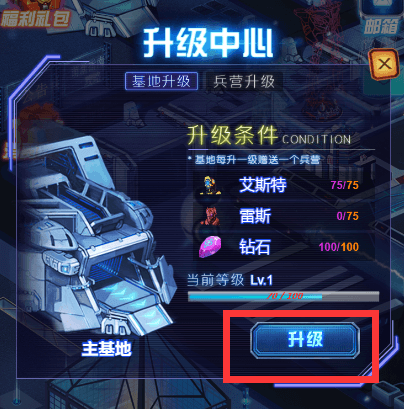 福利礼包
邮箱
升级中心
基地升级 兵营升级
升级条件 CONDITION
* 基地每升一级赠送一个兵营
艾斯特 75/75
雷斯 0/75
钻石 100/100
当前等级 Lv.1
主基地
升级